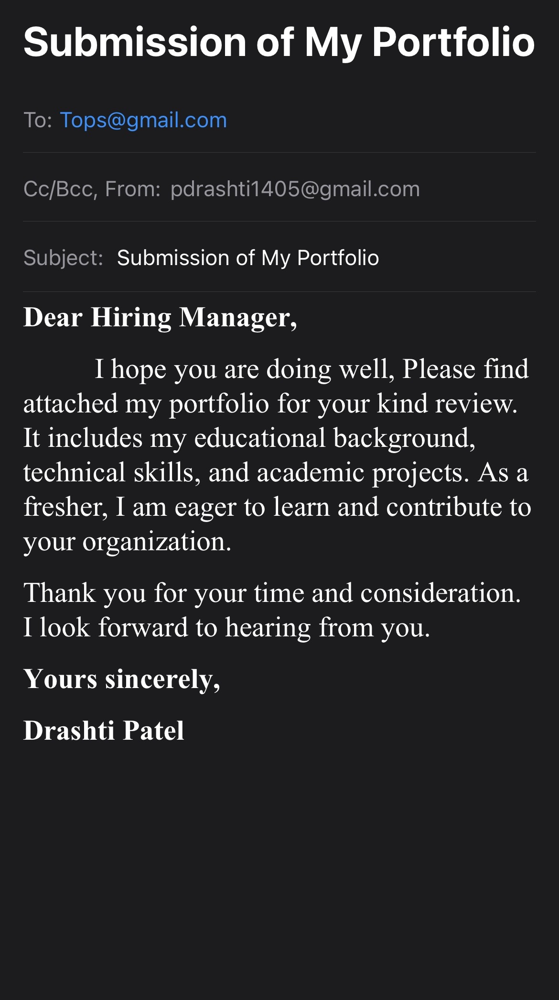 Submission of My Portfolio
To: Tops@gmail.com
Cc/Bcc, From: pdrashti1405@gmail.com
Subject: Submission of My Portfolio
Dear Hiring Manager,
I hope you are doing well, Please find
attached my portfolio for your kind review.
It includes my educational background,
technical skills, and academic projects. As a
fresher, I am eager to learn and contribute to
your organization.
Thank you for your time and consideration.
I look forward to hearing from you.
Yours sincerely,
Drashti Patel